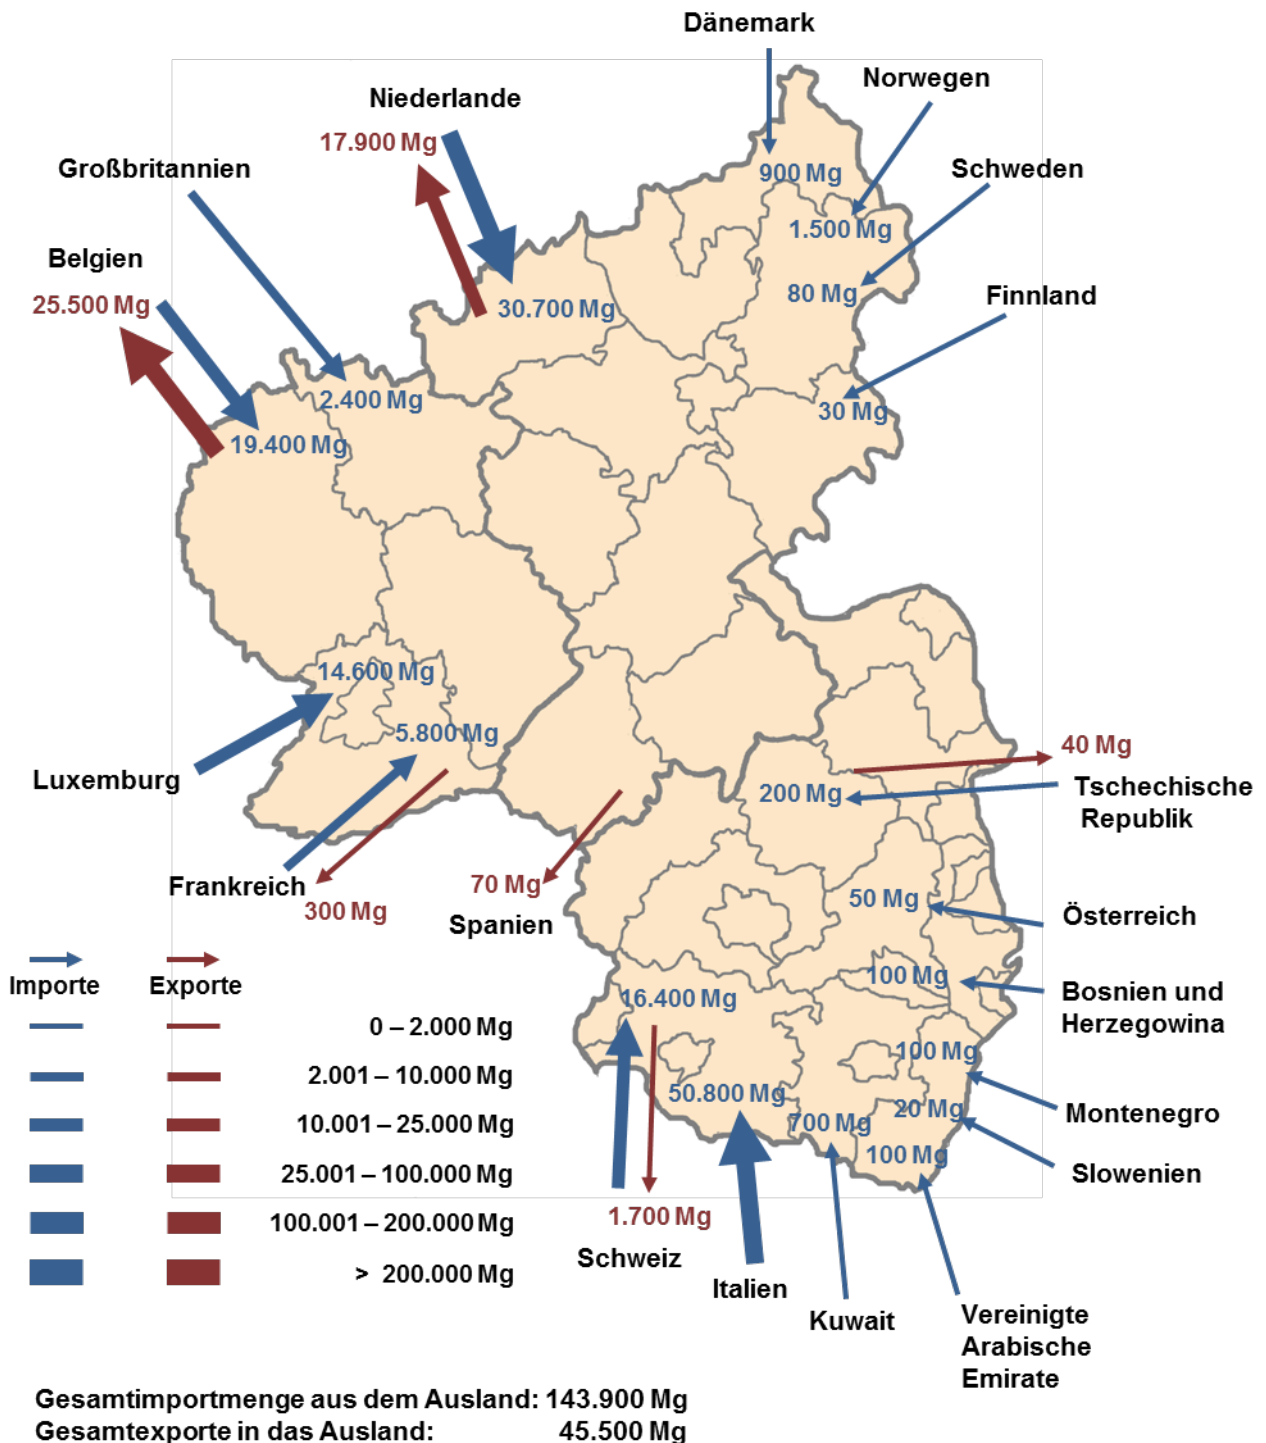 Dänemark
Norwegen
Niederlande
17.900 Mg
Großbritannien
Schweden
900 Mg
1.500 Mg
Belgien
25.500 Mg
80 Mg
Finnland
30.700 Mg
2.400 Mg
30 Mg
19.400 Mg
14.600 Mg
5.800 Mg
40 Mg
Luxemburg
200 Mg
Tschechische
Republik
Frankreich
300 Mg
70 Mg
Spanien
50 Mg
Österreich
100 Mg
Bosnien und
Herzegowina
Importe
Exporte
16.400 Mg
0 – 2.000 Mg
2.001 – 10.000 Mg
10.001 – 25.000 Mg
25.001 – 100.000 Mg
100.001 – 200.000 Mg
> 200.000 Mg
100 Mg
50.800 Mg
700 Mg
20 Mg
100 Mg
Montenegro
Slowenien
1.700 Mg
Schweiz
Italien
Kuwait
Vereinigte
Arabische
Emirate
Gesamtimportmenge aus dem Ausland: 143.900 Mg
Gesamtexporte in das Ausland: 45.500 Mg